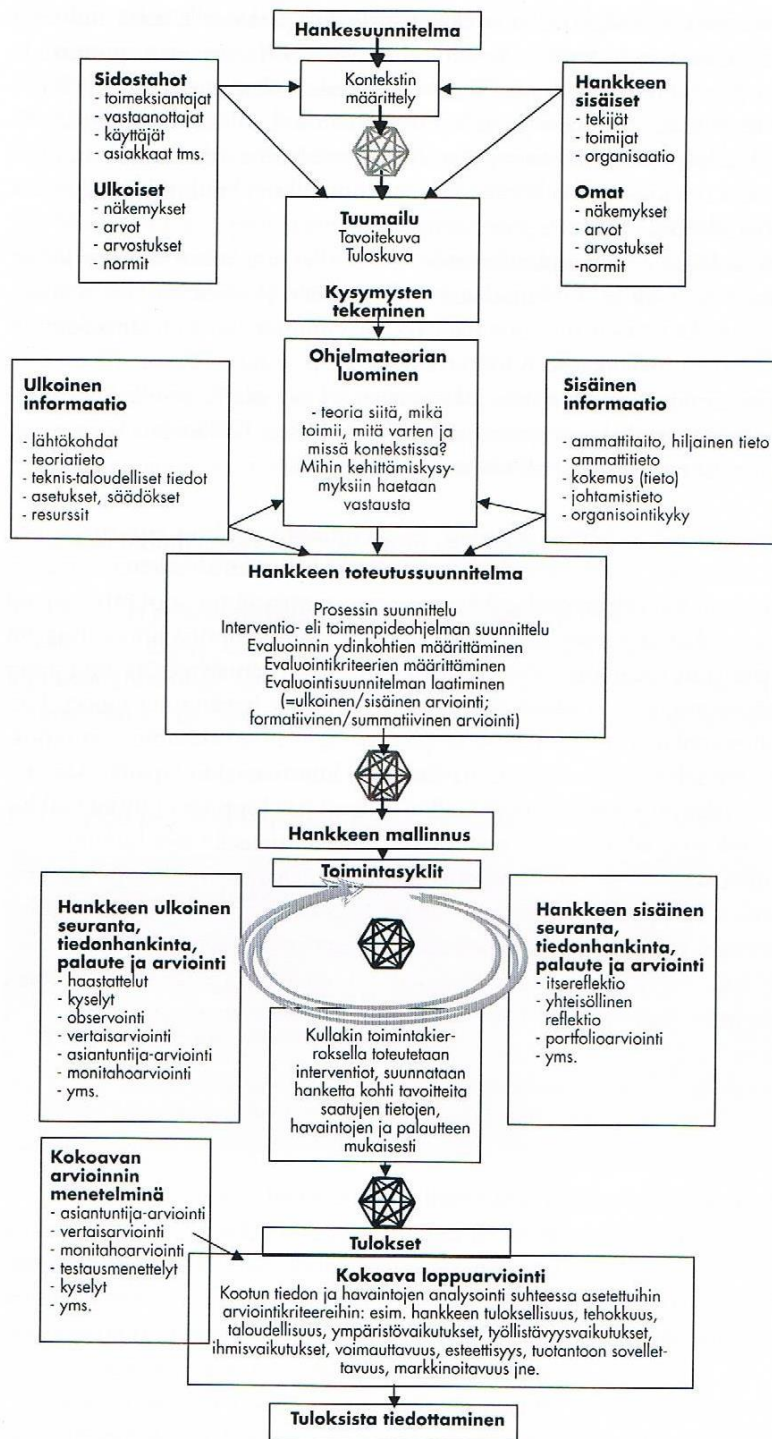 Hankesuunnitelma
Sidostahot
- toimeksiantajat
- vastaanottajat
- käyttäjät
- asiakkaat tms.
Ulkoiset
- näkemykset
- arvot
- arvostukset
- normit
Kontekstin
määrittely
Hankkeen
sisäiset
- tekijät
- toimijat
- organisaatio
Omat
- näkemykset
- arvot
- arvostukset
-normit
Tuumailu
Tavoitekuva
Tuloskuva
Kysymysten
tekeminen
Ulkoinen
informaatio
- lähtökohdat
- teoriatieto
- teknis-taloudelliset tiedot
- asetukset, säädökset
- resurssit
Ohjelmateorian
luominen
- teoria siitä, mikä
toimii, mitä varten ja
missä kontekstissa?
Mihin kehittämiskysy-
myksiin haetaan
vastausta
Sisäinen
informaatio
- ammattitaito, hiljainen tieto
- ammattitieto
- kokemus (tieto)
- johtamistieto
- organisointikyky
Hankkeen toteutussuunnitelma
Prosessin suunnittelu
Interventio- eli toimenpideohjelman suunnittelu
Evaluoinnin ydinkohtien määrittäminen
Evaluointikriteerien määrittäminen
Evaluointisuunnitelman laatiminen
(=ulkoinen/sisäinen arviointi;
formatiivinen/summatiivinen arviointi)
Hankkeen mallinnus
Toimintasyklit
Hankkeen ulkoinen
seuranta,
tiedonhankinta,
palaute ja arviointi
- haastattelut
- kyselyt
- observointi
- vertaisarviointi
- asiantuntija-arviointi
- monitahoarviointi
- yms.
Hankkeen sisäinen
seuranta,
tiedonhankinta,
palaute ja arviointi
- itsereflektio
- yhteisöllinen
reflektio
- portfolioarviointi
- yms.
Kullakin toimintakier-
roksella toteutetaan
interventiot, suunnataan
hanketta kohti tavoitteita
saatujen tietojen,
havaintojen ja palautteen
mukaisesti
Kokoavan
arvioinnin
menetelminä
- asiantuntija-arviointi
- vertaisarviointi
- monitahoarviointi
- testausmenettelyt
- kyselyt
- yms.
Tulokset
Kokoava loppuarviointi
Kootun tiedon ja havaintojen analysointi suhteessa asetettuihin
arviointikriteereihin: esim. hankkeen tuloksellisuus, tehokkuus,
taloudellisuus, ympäristövaikutukset, työllistävyysvaikutukset,
ihmisvaikutukset, voimauttavuus, esteettisyys, tuotantoon sovellet-
tavuus, markkinoitavuus jne.
Tuloksista tiedottaminen